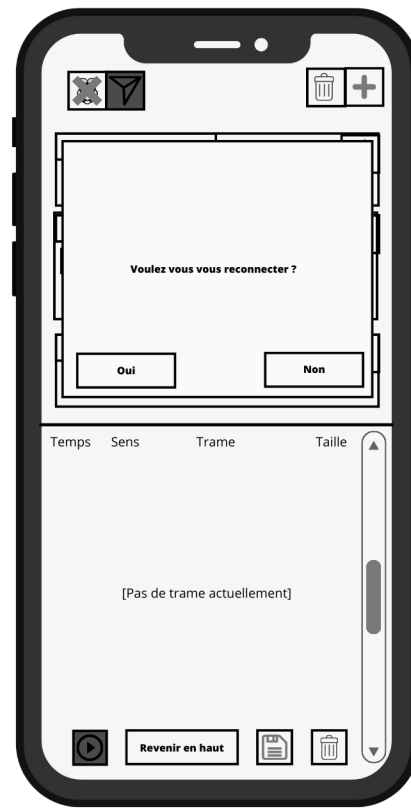 Voulez vous vous reconnecter ?
Oui
Non
Temps Sens Trame Taille
[Pas de trame actuellement]
Revenir en haut